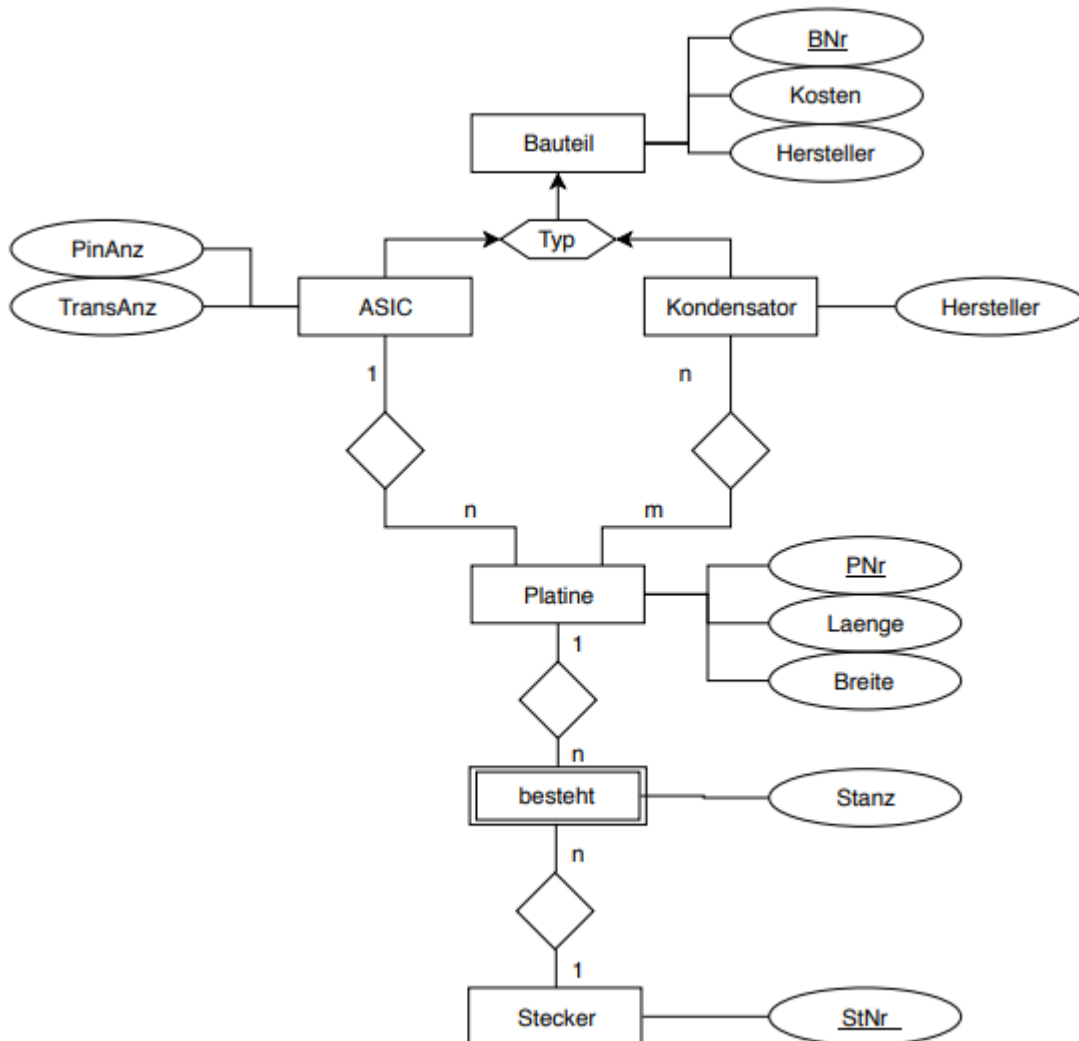 BNr
Kosten
Bauteil
Hersteller
Typ
PinAnz
TransAnz
ASIC
Kondensator
Hersteller
1
n
n
m
PNr
Platine
Laenge
Breite
1
n
besteht
Stanz
n
1
Stecker
StNr